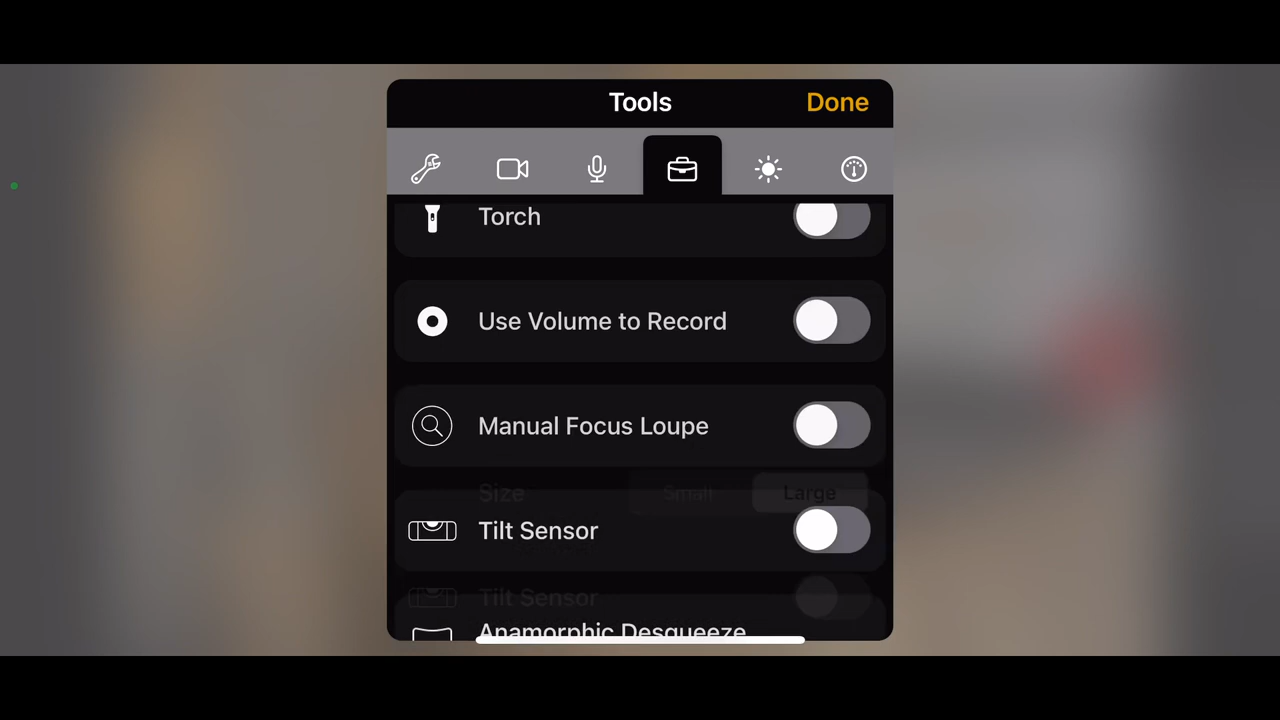 Tools
Done
Torch
Use Volume to Record
Manual Focus Loupe
Size Small Large
Tilt Sensor
Tilt Sensor
Anamorphic Desqueeze